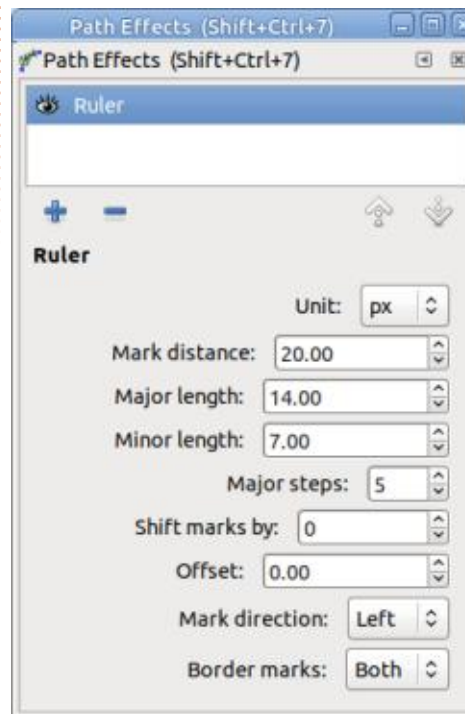 Path Effects (Shift+Ctrl+7)
Path Effects (Shift+Ctrl+7)
Ruler
Ruler
Unit: px
Mark distance: 20.00
Major length: 14.00
Minor length: 7.00
Major steps: 5
Shift marks by: 0
Offset: 0.00
Mark direction: Left
Border marks: Both